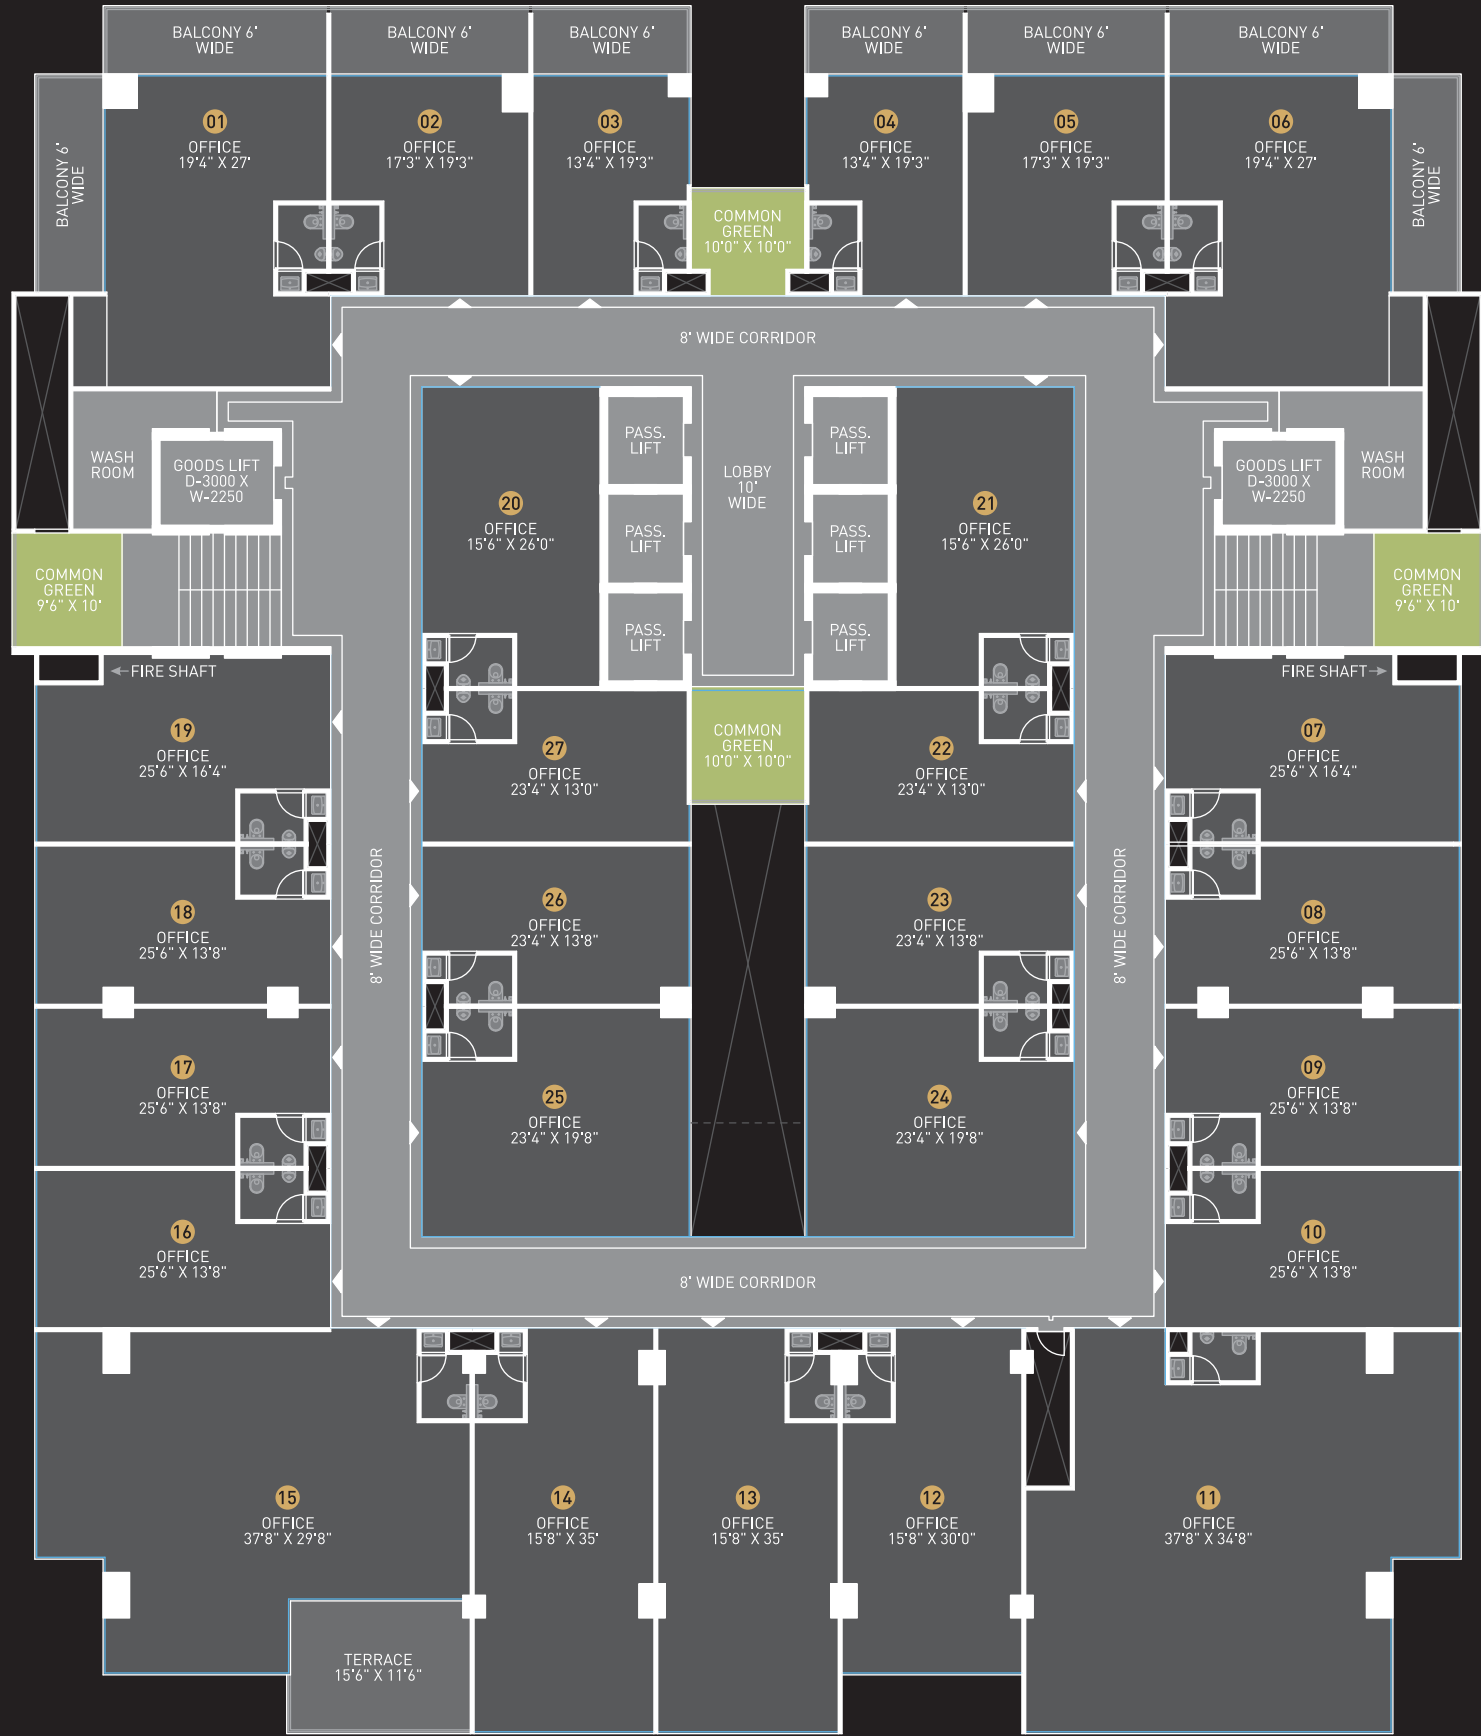 BALCONY 6'
WIDE
BALCONY 6'
WIDE
BALCONY 6'
WIDE
BALCONY 6'
WIDE
BALCONY 6'
WIDE
BALCONY 6'
WIDE
BALCONY 6'
WIDE
01
OFFICE
19'4" X 27'
02
OFFICE
17'3" X 19'3"
03
OFFICE
13'4" X 19'3"
04
OFFICE
13'4" X 19'3"
05
OFFICE
17'3" X 19'3"
06
OFFICE
19'4" X 27'
BALCONY 6'
WIDE
COMMON
GREEN
10'0" X 10'0"
8' WIDE CORRIDOR
WASH
ROOM
GOODS LIFT
D-3000 X
W-2250
20
OFFICE
15'6" X 26'0"
PASS.
LIFT
PASS.
LIFT
PASS.
LIFT
LOBBY
10'
WIDE
PASS.
LIFT
PASS.
LIFT
PASS.
LIFT
21
OFFICE
15'6" X 26'0"
GOODS LIFT
D-3000 X
W-2250
WASH
ROOM
COMMON
GREEN
9'6" X 10'
COMMON
GREEN
9'6" X 10'
FIRE SHAFT
FIRE SHAFT
19
OFFICE
25'6" X 16'4"
27
OFFICE
23'4" X 13'0"
COMMON
GREEN
10'0" X 10'0"
22
OFFICE
23'4" X 13'0"
07
OFFICE
25'6" X 16'4"
18
OFFICE
25'6" X 13'8"
8' WIDE CORRIDOR
26
OFFICE
23'4" X 13'8"
23
OFFICE
23'4" X 13'8"
8' WIDE CORRIDOR
08
OFFICE
25'6" X 13'8"
17
OFFICE
25'6" X 13'8"
25
OFFICE
23'4" X 19'8"
24
OFFICE
23'4" X 19'8"
09
OFFICE
25'6" X 13'8"
16
OFFICE
25'6" X 13'8"
10
OFFICE
25'6" X 13'8"
8' WIDE CORRIDOR
15
OFFICE
37'8" X 29'8"
14
OFFICE
15'8" X 35'
13
OFFICE
15'8" X 35'
12
OFFICE
15'8" X 30'0"
11
OFFICE
37'8" X 34'8"
TERRACE
15'6" X 11'6"